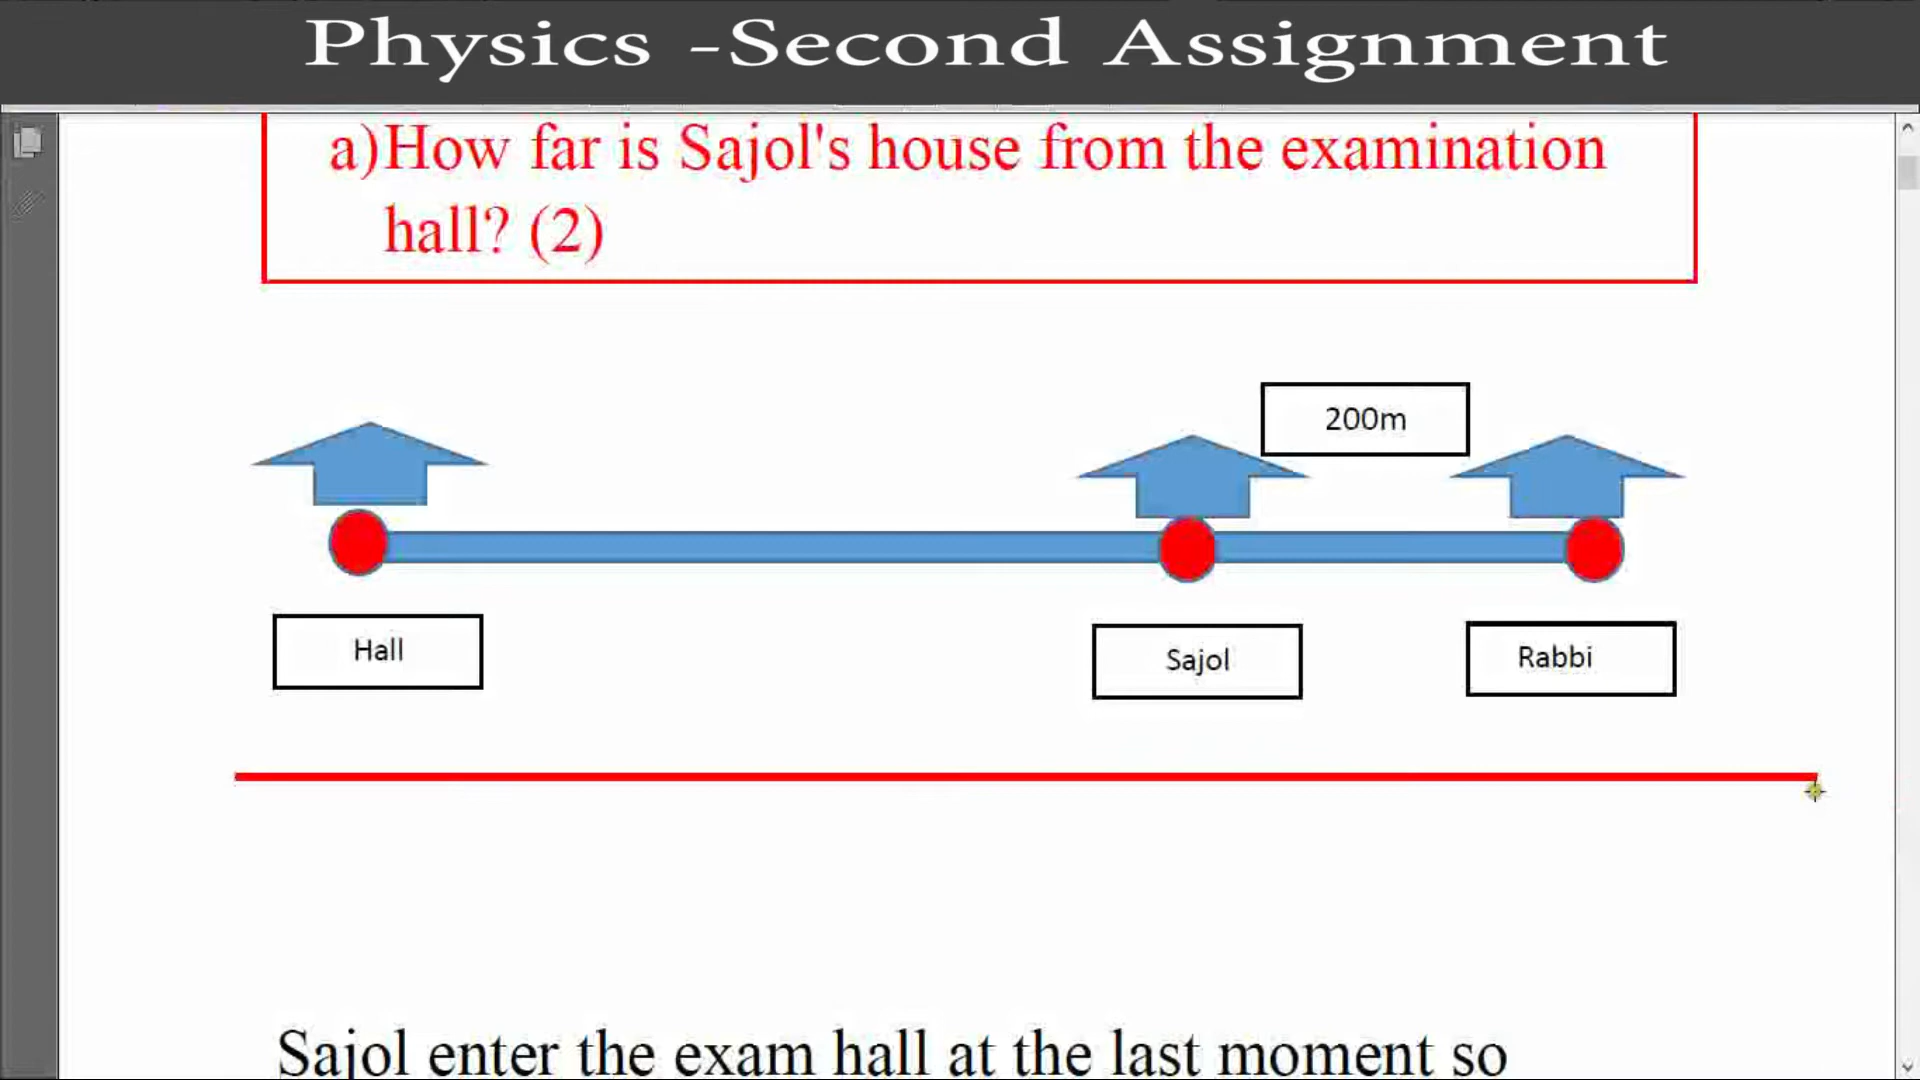 Physics -Second Assignment
a)How far is Sajol's house from the examination
hall? (2)
200m
Hall
Sajol
Rabbi
Sajol enter the exam hall at the last moment so